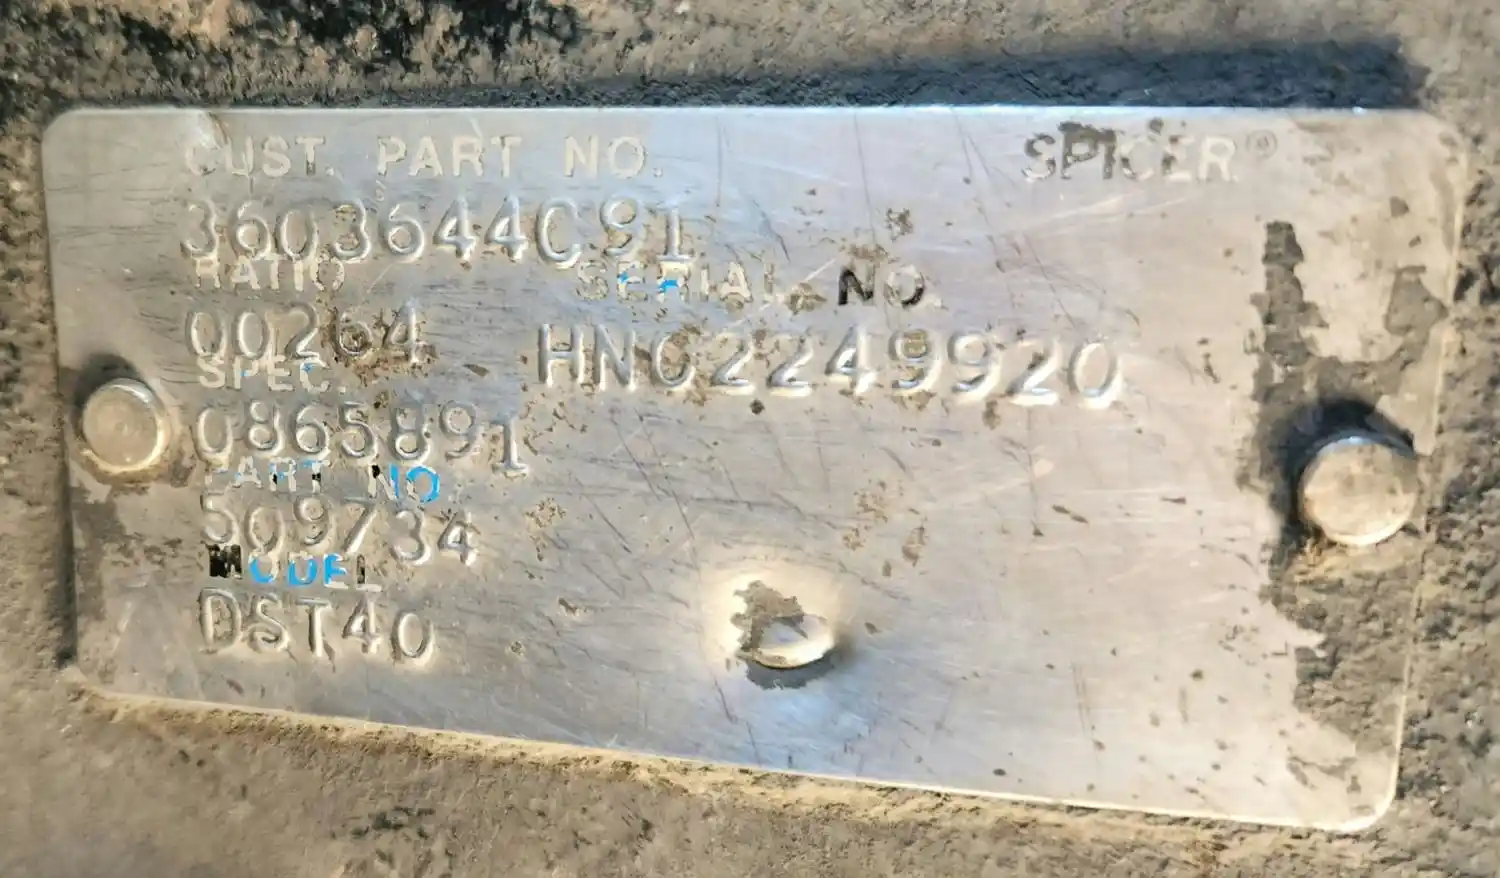 CUST. PART NO. SPICER®
3603644C91
RATIO SERIAL NO.
00264 HNC2249920
SPEC.
0865891
PART NO.
509734
MODEL
DST40